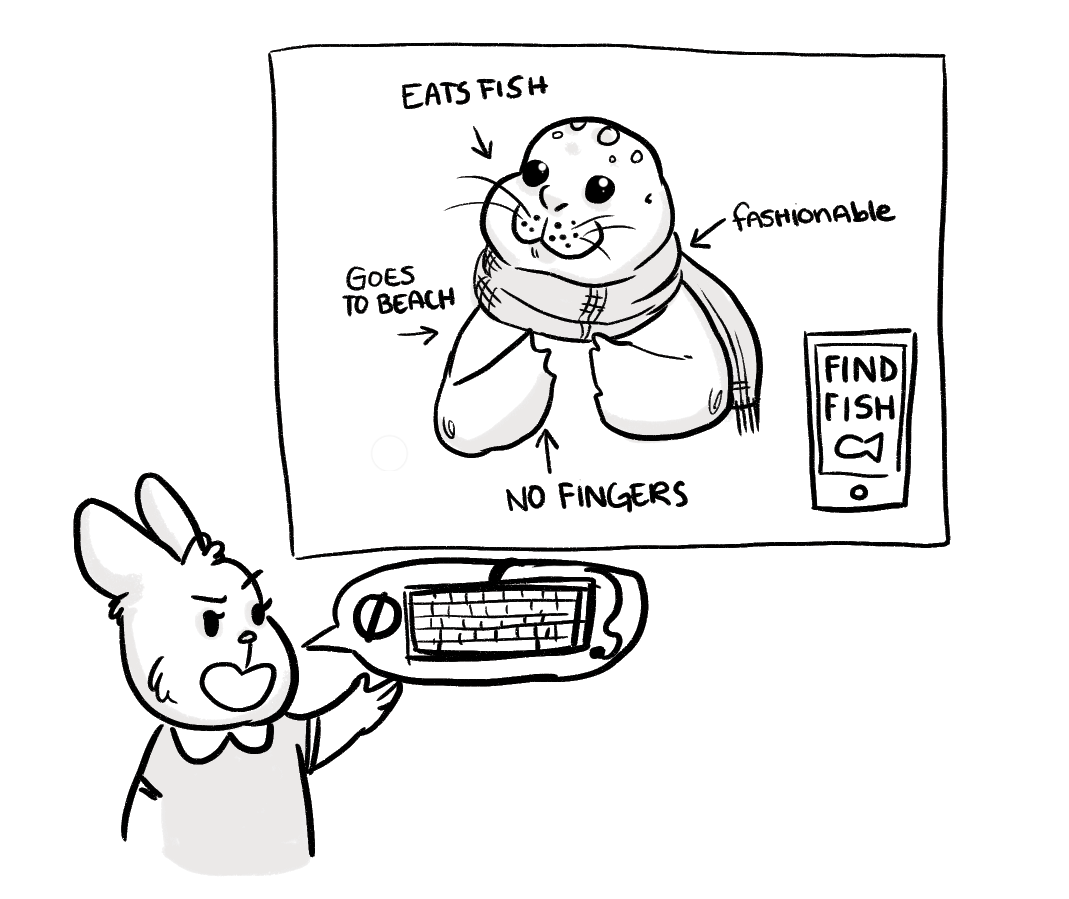 EATS FISH
fASHionAble
GOES
TO BEACH
NO FINGERS
FIND
FISH